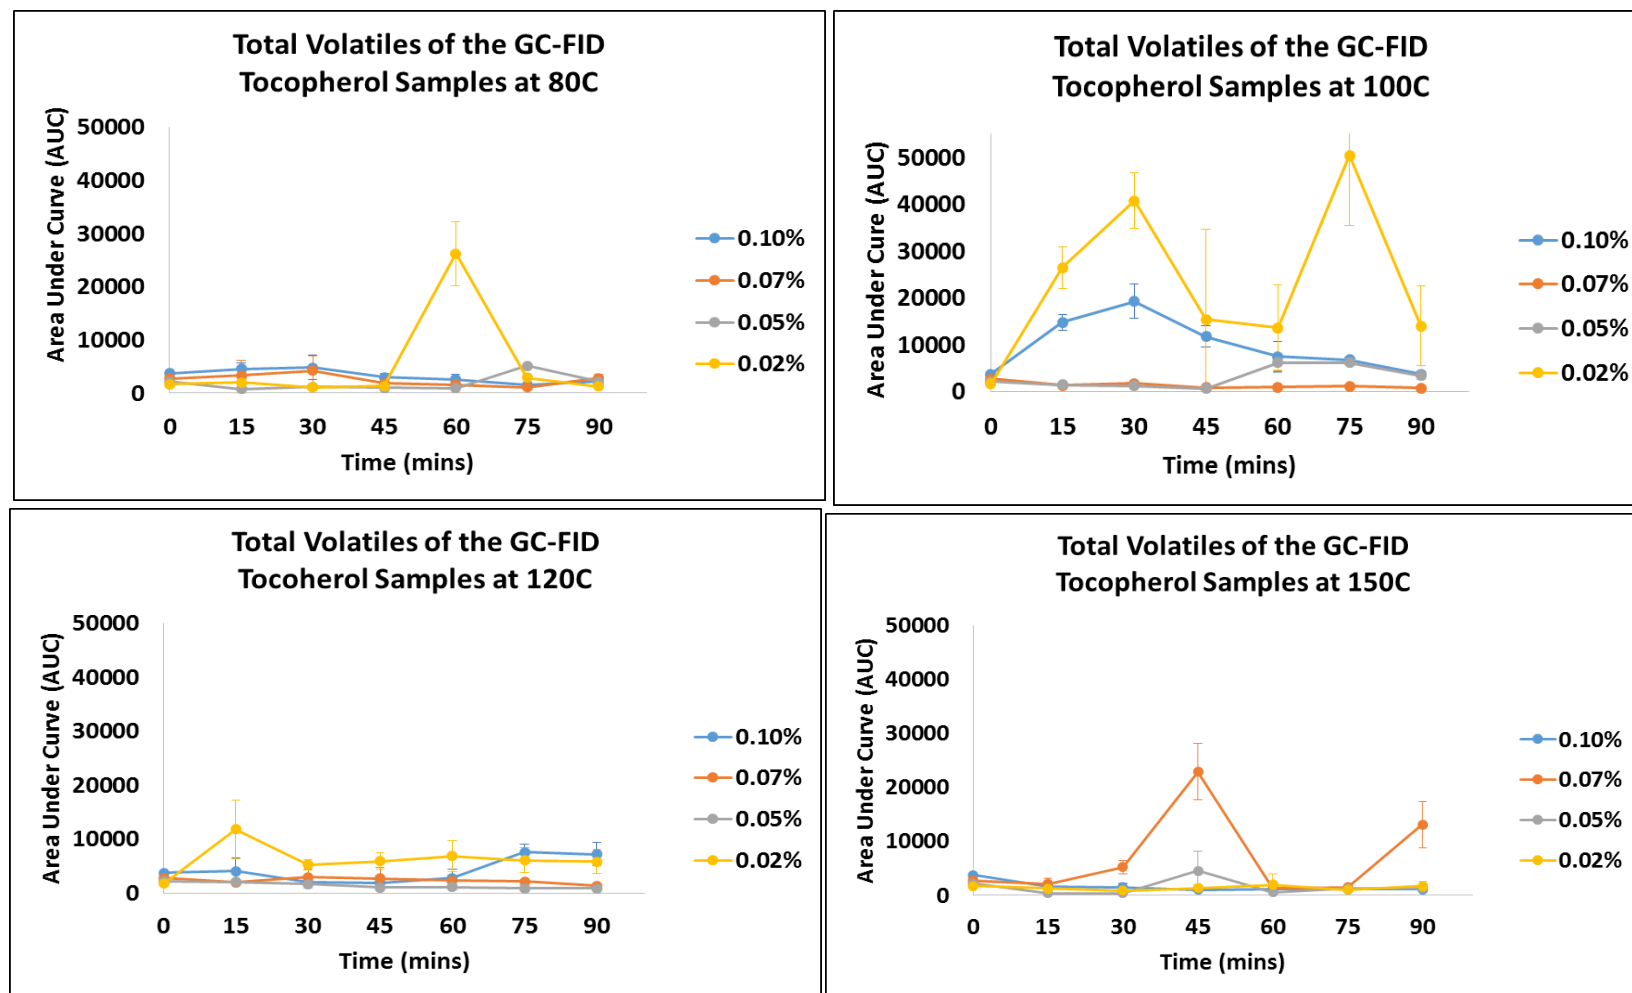 Total Volatiles of the GC-FID
Tocopherol Samples at 80C
Area Under Curve (AUC)
50000
40000
30000
20000
10000
0
0 15 30 45 60 75 90
Time (mins)
0.10%
0.07%
0.05%
0.02%
Total Volatiles of the GC-FID
Tocopherol Samples at 100C
Area Under Cure (AUC)
50000
40000
30000
20000
10000
0
0 15 30 45 60 75 90
Time (mins)
0.10%
0.07%
0.05%
0.02%
Total Volatiles of the GC-FID
Tocoherol Samples at 120C
Area Under Curve (AUC)
50000
40000
30000
20000
10000
0
0 15 30 45 60 75 90
Time (mins)
0.10%
0.07%
0.05%
0.02%
Total Volatiles of the GC-FID
Tocopherol Samples at 150C
Area Under Curve (AUC)
50000
40000
30000
20000
10000
0
0 15 30 45 60 75 90
Time (mins)
0.10%
0.07%
0.05%
0.02%